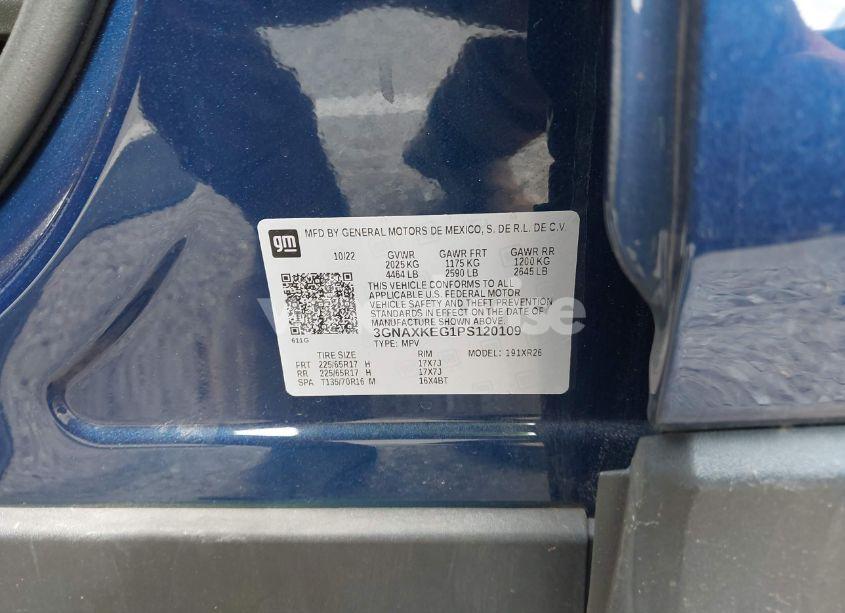 gm MFD BY GENERAL MOTORS DE MEXICO, S. DE R.L. DE C.V.
10/22 GVWR GAWR FRT GAWR RR
2025 KG 1175 KG 1200 KG
4464 LB 2590 LB 2645 LB
THIS VEHICLE CONFORMS TO ALL
APPLICABLE U.S. FEDERAL MOTOR
VEHICLE SAFETY AND THEFT PREVENTION
STANDARDS IN EFFECT ON THE DATE OF
MANUFACTURE SHOWN ABOVE.
611G 3GNAXKEG1PS120109
TYPE: MPV
TIRE SIZE RIM MODEL: 191XR26
FRT 225/65R17 H 17X7J
RR 225/65R17 H 17X7J
SPA T135/70R16 M 16X4BT